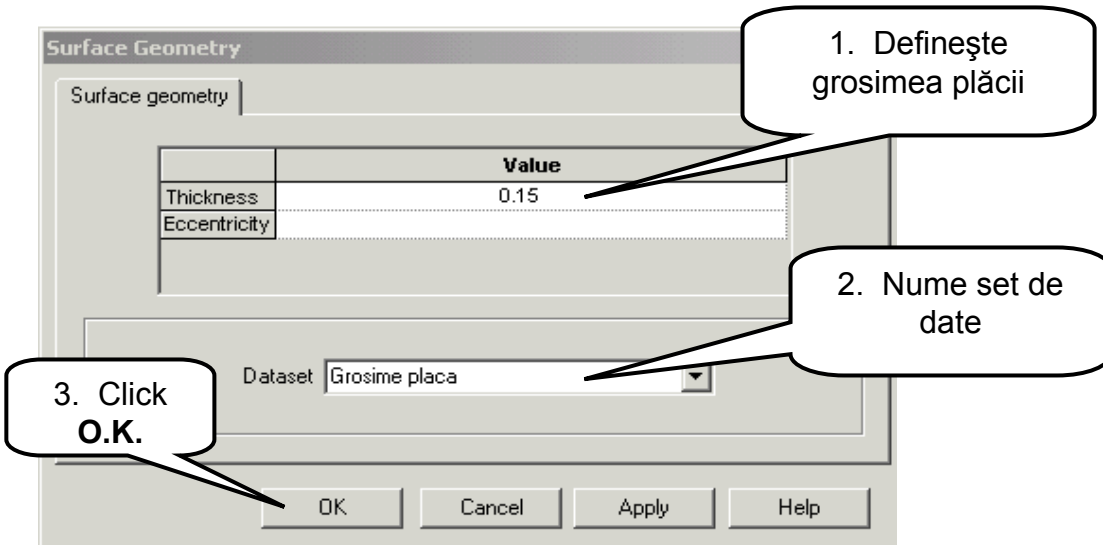 Surface Geometry
1. Defineşte
grosimea plăcii
Surface geometry
Value
Thickness 0.15
Eccentricity
2. Nume set de
date
Dataset Grosime placa
3. Click
O.K.
OK Cancel Apply Help